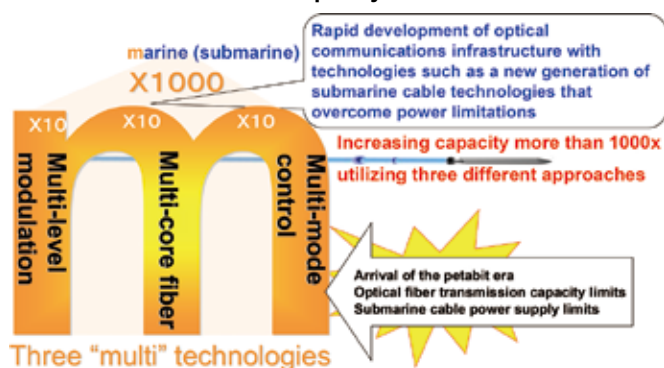 marine (submarine)
X1000
Rapid development of optical
communications infrastructure with
technologies such as a new generation of
submarine cable technologies that
overcome power limitations
X10
X10
X10
Multi-level
modulation
Multi-core fiber
Multi-mode
control
Increasing capacity more than 1000x
utilizing three different approaches
Arrival of the petabit era
Optical fiber transmission capacity limits
Submarine cable power supply limits
Three "multi" technologies